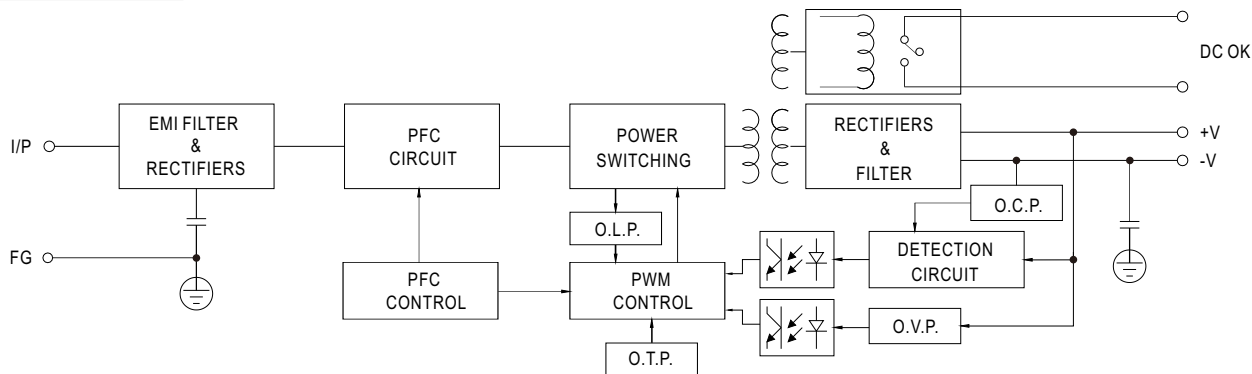 DC OK
I/P
EMI FILTER
&
RECTIFIERS
PFC
CIRCUIT
POWER
SWITCHING
RECTIFIERS
&
FILTER
+V
-V
O.C.P.
O.L.P.
DETECTION
CIRCUIT
FG
PFC
CONTROL
PWM
CONTROL
O.V.P.
O.T.P.